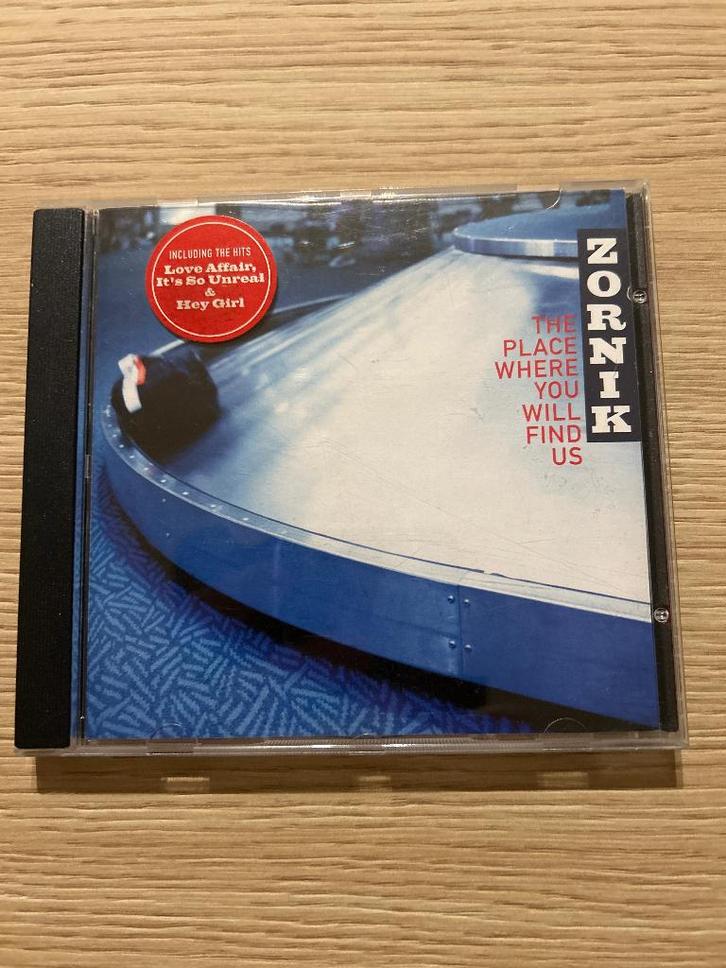 INCLUDING THE HITS
Love Affair,
It's So Unreal
&
Hey Girl
ZORNIK
THE
PLACE
WHERE
YOU
WILL
FIND
US